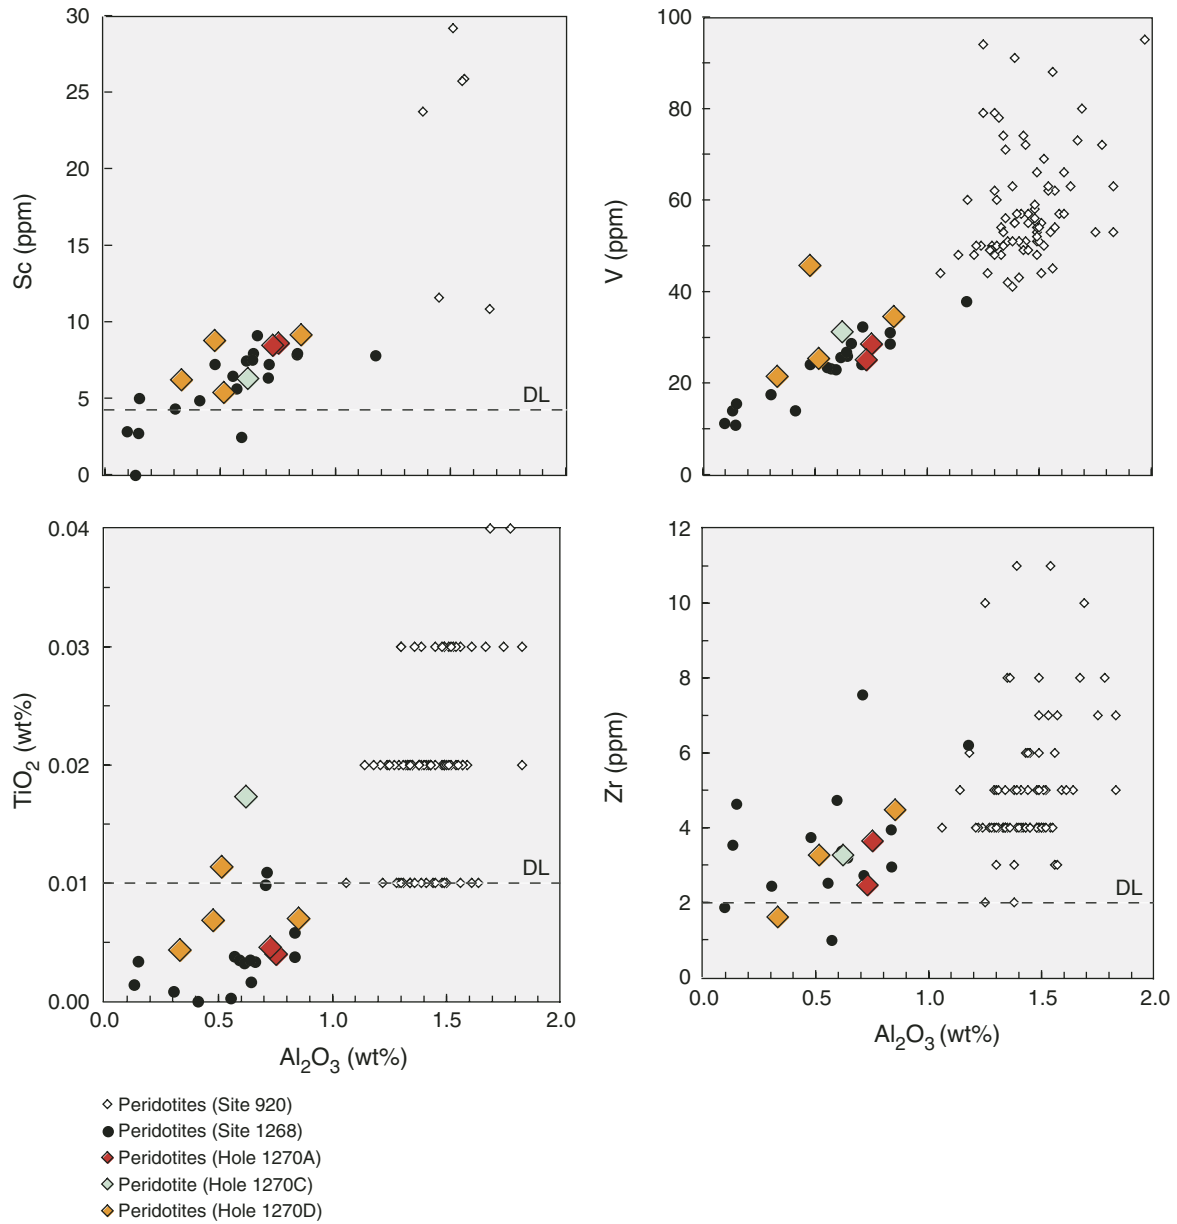 30
25
20
15
10
5
0
Sc (ppm)
DL
100
80
60
40
20
0
V (ppm)
0.04
0.03
0.02
0.01
0.00
TiO2 (wt%)
DL
0.0 0.5 1.0 1.5 2.0
Al2O3 (wt%)
12
10
8
6
4
2
0
Zr (ppm)
DL
0.0 0.5 1.0 1.5 2.0
Al2O3 (wt%)
Peridotites (Site 920)
Peridotites (Site 1268)
Peridotites (Hole 1270A)
Peridotite (Hole 1270C)
Peridotites (Hole 1270D)